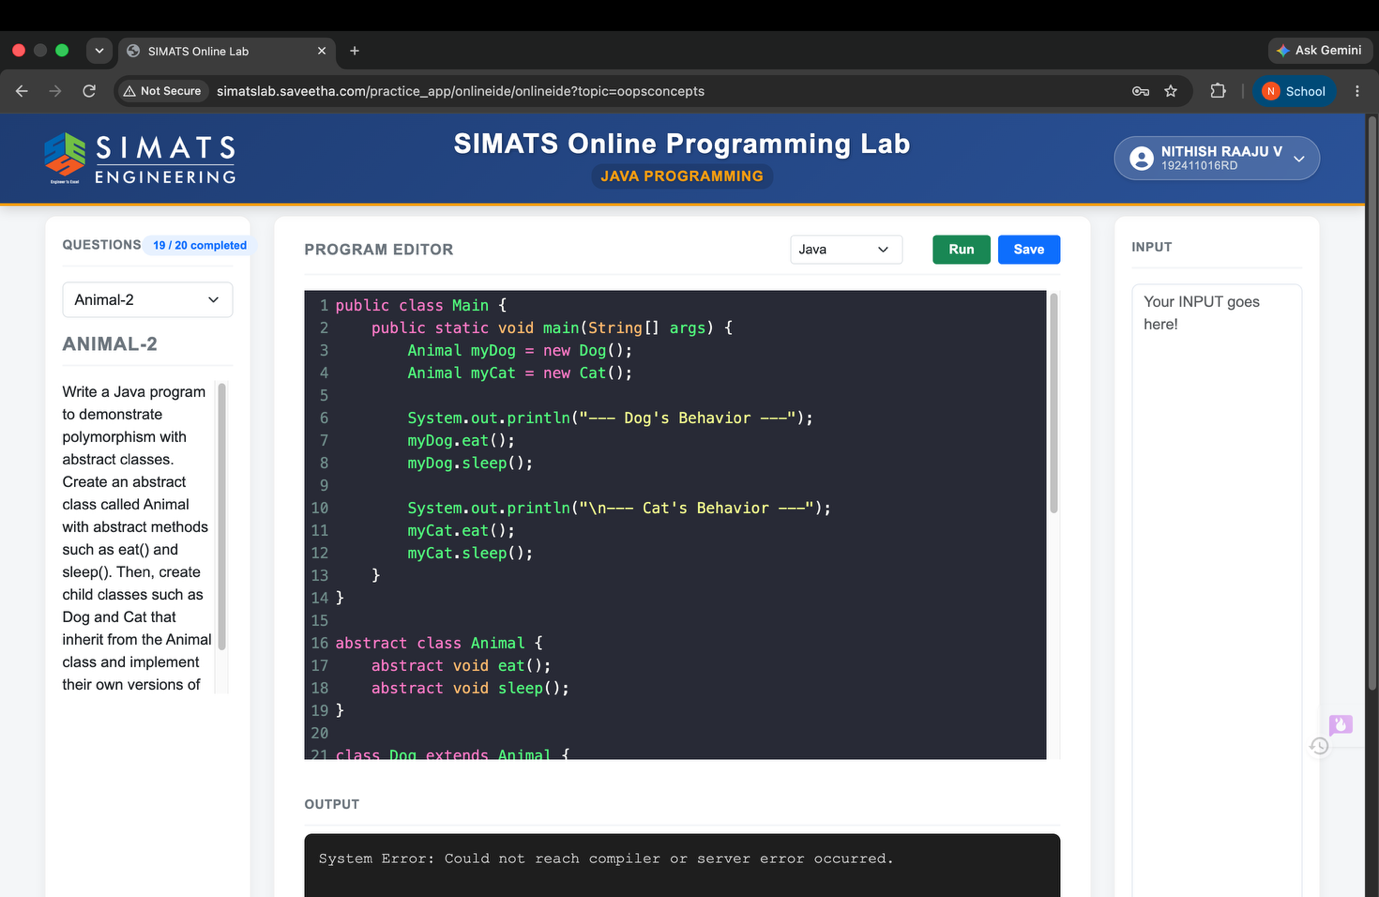 SIMATS Online Lab
Ask Gemini
Not Secure
simatslab.saveetha.com/practice_app/onlineide/onlineide?topic=oopsconcepts
N School
SIMATS
ENGINEERING
SIMATS Online Programming Lab
JAVA PROGRAMMING
NITHISH RAAJU V
192411016RD
QUESTIONS 19 / 20 completed
Animal-2
ANIMAL-2
Write a Java program
to demonstrate
polymorphism with
abstract classes.
Create an abstract
class called Animal
with abstract methods
such as eat() and
sleep(). Then, create
child classes such as
Dog and Cat that
inherit from the Animal
class and implement
their own versions of
PROGRAM EDITOR
Java
Run
Save
1 public class Main {
2     public static void main(String[] args) {
3         Animal myDog = new Dog();
4         Animal myCat = new Cat();
5
6         System.out.println("--- Dog's Behavior ---");
7         myDog.eat();
8         myDog.sleep();
9
10         System.out.println("\n--- Cat's Behavior ---");
11         myCat.eat();
12         myCat.sleep();
13     }
14 }
15
16 abstract class Animal {
17     abstract void eat();
18     abstract void sleep();
19 }
20
21 class Dog extends Animal {
OUTPUT
System Error: Could not reach compiler or server error occurred.
INPUT
Your INPUT goes
here!